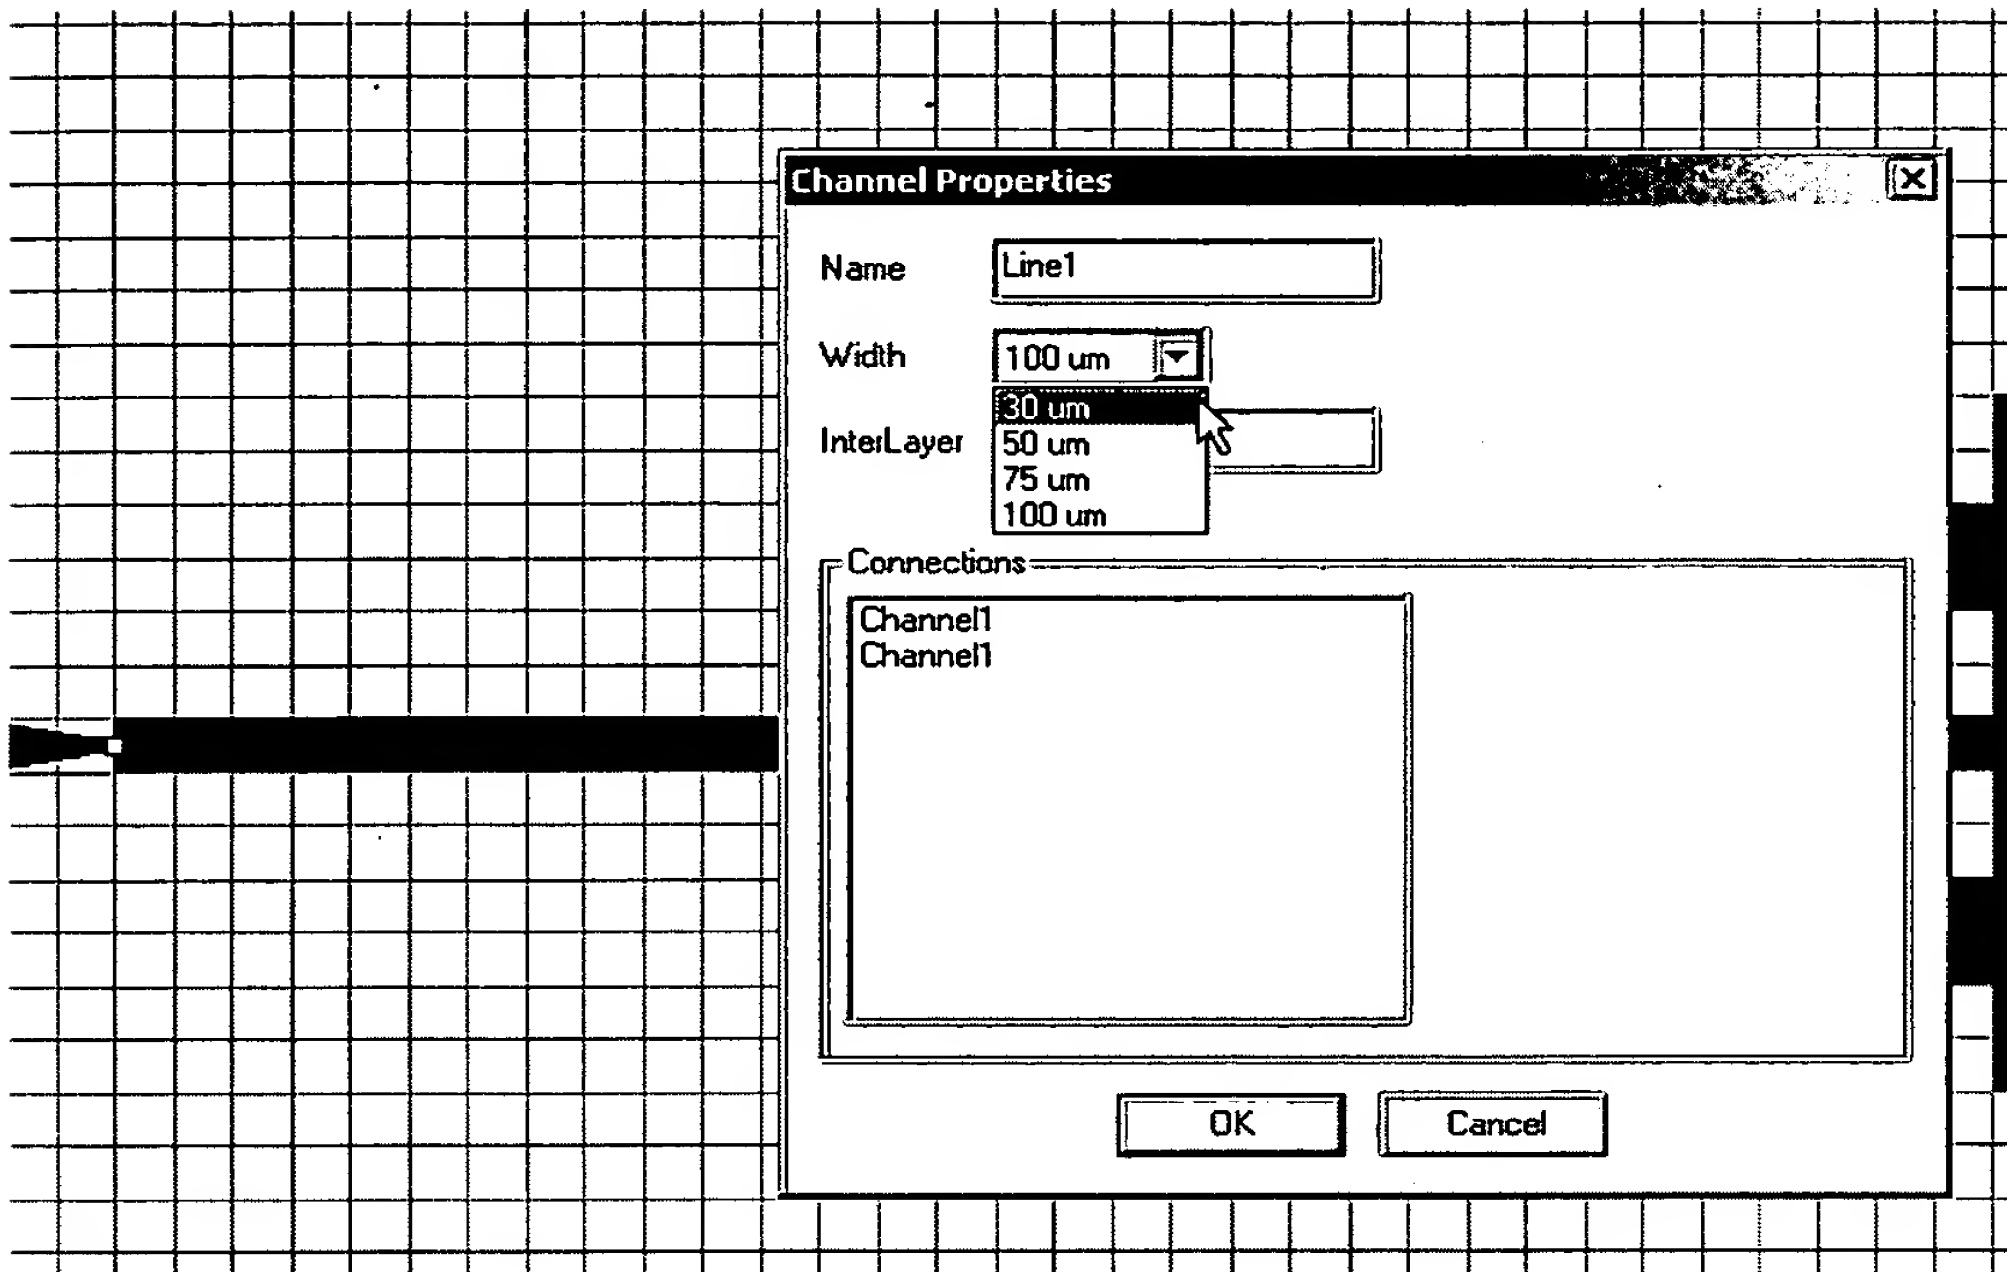 Channel Properties
Name Line1
Width 100 um
30 um
InterLayer
50 um
75 um
100 um
Connections
Channel1
Channel1
OK Cancel